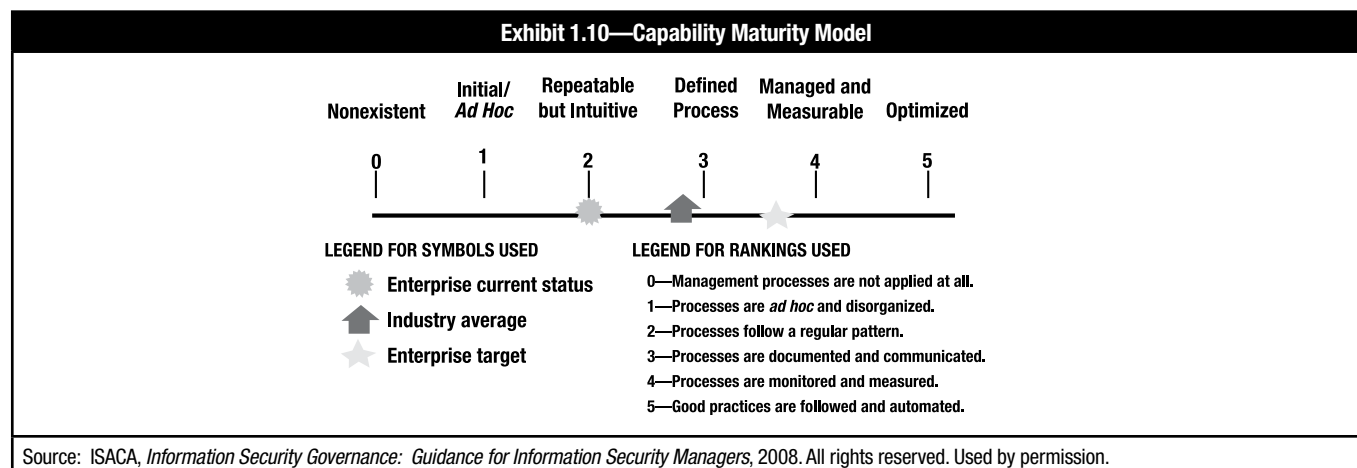 Exhibit 1.10—Capability Maturity Model
Nonexistent
Initial/
Ad Hoc
Repeatable
but Intuitive
Defined
Process
Managed and
Measurable
Optimized
0 1 2 3 4 5
LEGEND FOR SYMBOLS USED
Enterprise current status
Industry average
Enterprise target
LEGEND FOR RANKINGS USED
0—Management processes are not applied at all.
1—Processes are ad hoc and disorganized.
2—Processes follow a regular pattern.
3—Processes are documented and communicated.
4—Processes are monitored and measured.
5—Good practices are followed and automated.
Source: ISACA, Information Security Governance: Guidance for Information Security Managers, 2008. All rights reserved. Used by permission.